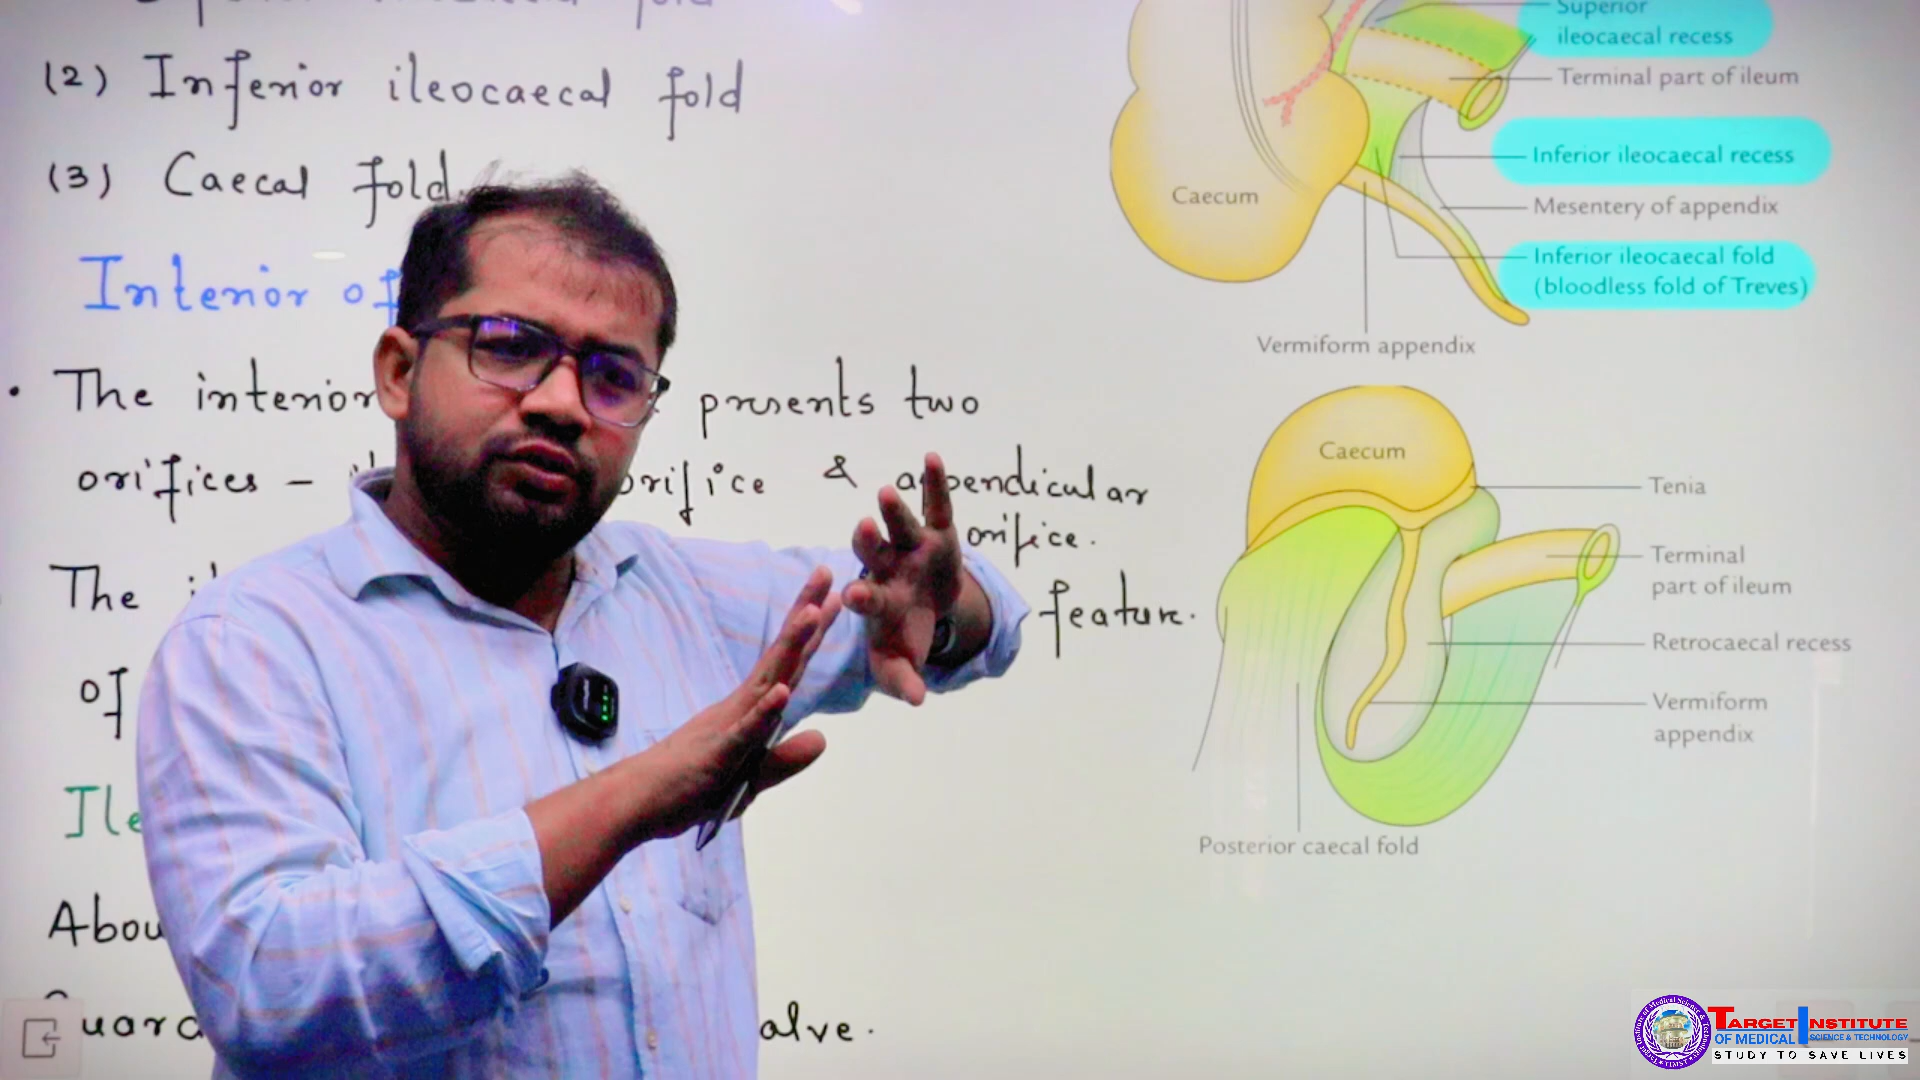 (2) Inferior ileocaecal fold
(3) Caecal fold
Interior of
• The interior presents two
orifices – orifice & appendicular
orifice.
The feature.
of
Ile
alve.
Superior
ileocaecal recess
Terminal part of ileum
Inferior ileocaecal recess
Caecum
Mesentery of appendix
Inferior ileocaecal fold
(bloodless fold of Treves)
Vermiform appendix
Caecum
Tenia
Terminal
part of ileum
Retrocaecal recess
Vermiform
appendix
Posterior caecal fold
TARGET INSTITUTE
OF MEDICAL SCIENCE & TECHNOLOGY
STUDY TO SAVE LIVES